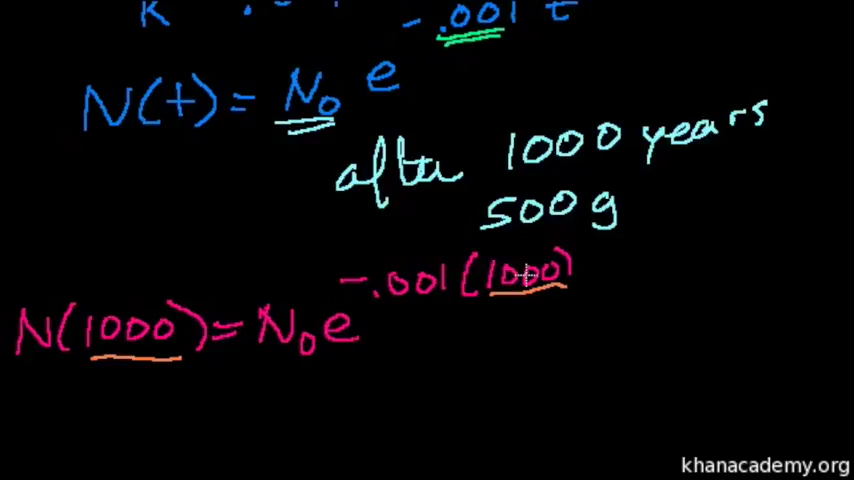 K
-.001 t
N(t) = N₀ e
after 1000 years
500 g
-.001(1000)
N(1000) = N₀e
khanacademy.org